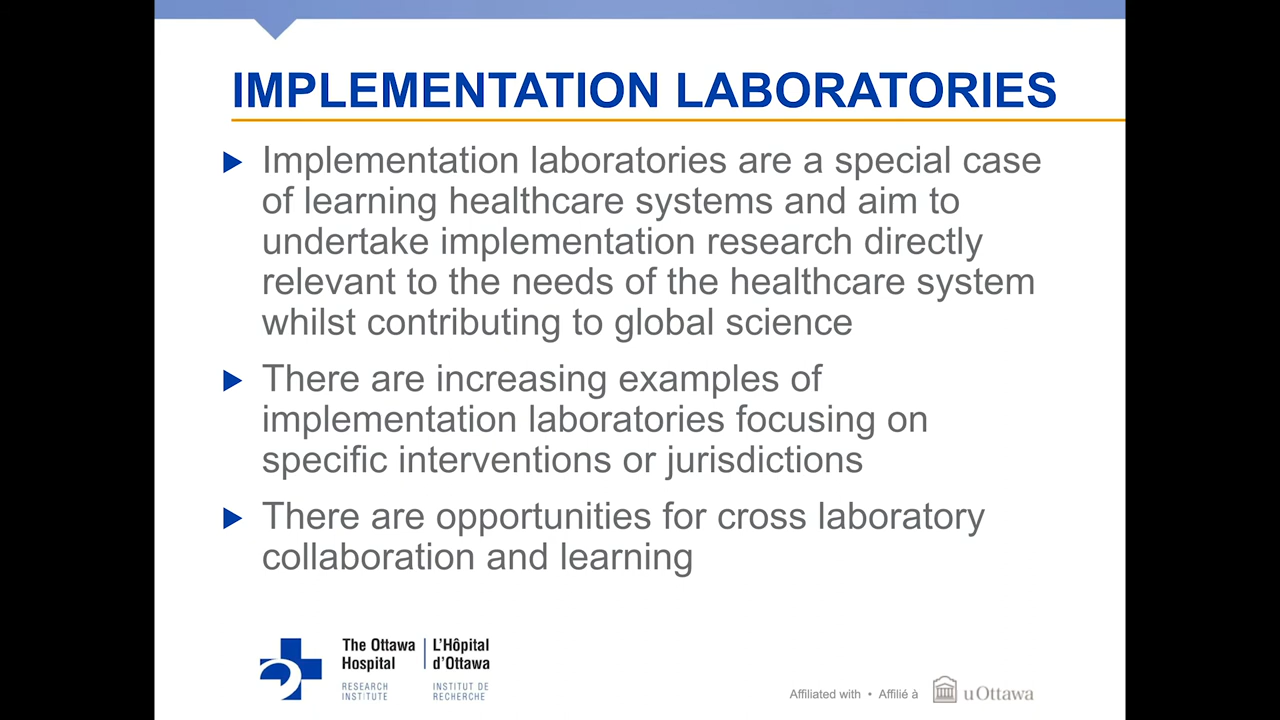 IMPLEMENTATION LABORATORIES
Implementation laboratories are a special case
of learning healthcare systems and aim to
undertake implementation research directly
relevant to the needs of the healthcare system
whilst contributing to global science
There are increasing examples of
implementation laboratories focusing on
specific interventions or jurisdictions
There are opportunities for cross laboratory
collaboration and learning
The Ottawa
Hospital
RESEARCH
INSTITUTE
L'Hôpital
d'Ottawa
INSTITUT DE
RECHERCHE
Affiliated with • Affilié à
uOttawa